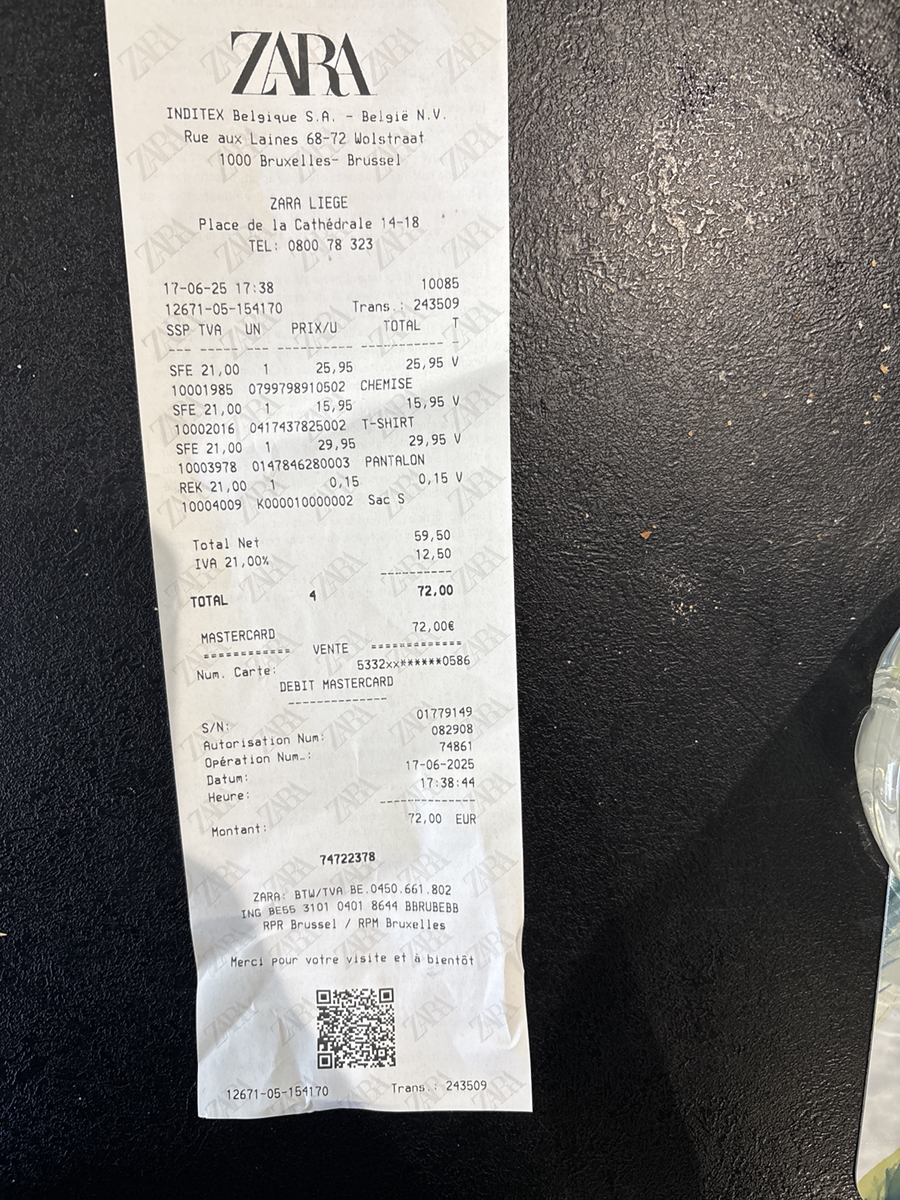 ZARA
INDITEX Belgique S.A. - België N.V.
Rue aux Laines 68-72 Wolstraat
1000 Bruxelles- Brussel
ZARA LIEGE
Place de la Cathédrale 14-18
TEL: 0800 78 323
17-06-25 17:38 10085
12671-05-154170 Trans.: 243509
SSP TVA UN PRIX/U TOTAL T
--- ----- --- --------- ----------- -
SFE 21,00 1 25,95 25,95 V
10001985 0799798910502 CHEMISE
SFE 21,00 1 15,95 15,95 V
10002016 0417437825002 T-SHIRT
SFE 21,00 1 29,95 29,95 V
10003978 0147846280003 PANTALON
REK 21,00 1 0,15 0,15 V
10004009 K000010000002 Sac S
Total Net 59,50
IVA 21,00% 12,50
----------
TOTAL 4 72,00
MASTERCARD 72,00€
============ VENTE =============
Num. Carte: 5332xx******0586
DEBIT MASTERCARD
--------------
S/N: 01779149
Autorisation Num: 082908
Opération Num.: 74861
Datum: 17-06-2025
Heure: 17:38:44
--------------
Montant: 72,00 EUR
74722378
ZARA: BTW/TVA BE.0450.661.802
ING BE55 3101 0401 8644 BBRUBEBB
RPR Brussel / RPM Bruxelles
Merci pour votre visite et à bientôt
12671-05-154170 Trans.: 243509